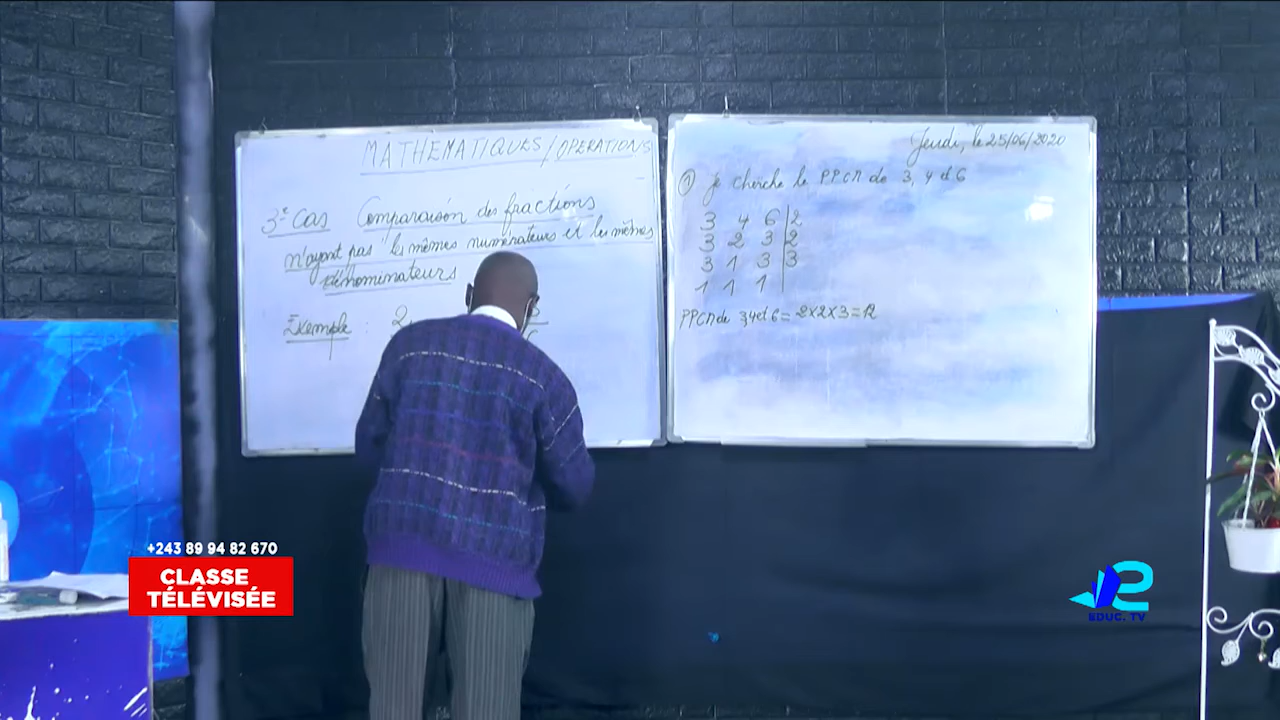 MATHEMATIQUES/OPERATIONS
3e Cas Comparaison des fractions
n'ayant pas les mêmes numérateurs et les mêmes
dénominateurs
Exemple : 2
Jeudi, le 25/06/2020
① je cherche le PPCM de 3, 4 et 6
3 4 6 | 2
3 2 3 | 2
3 1 3 | 3
1 1 1 |
PPCM de 3,4 et 6 = 2x2x3 = 12
+243 89 94 82 670
CLASSE
TÉLÉVISÉE
EDUC. TV